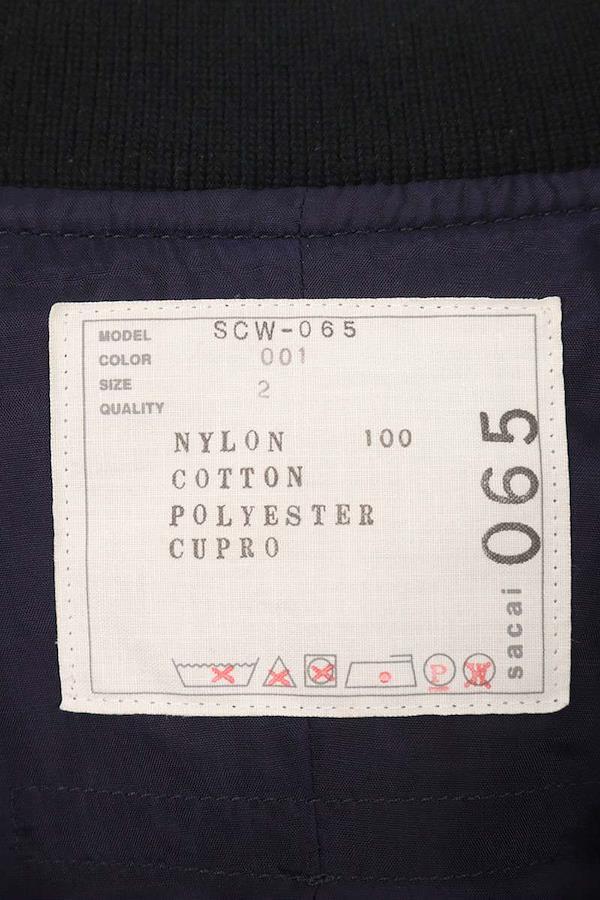 MODEL SCW-065
COLOR 001
SIZE 2
QUALITY
NYLON 100
COTTON
POLYESTER
CUPRO
P W
sacai 065